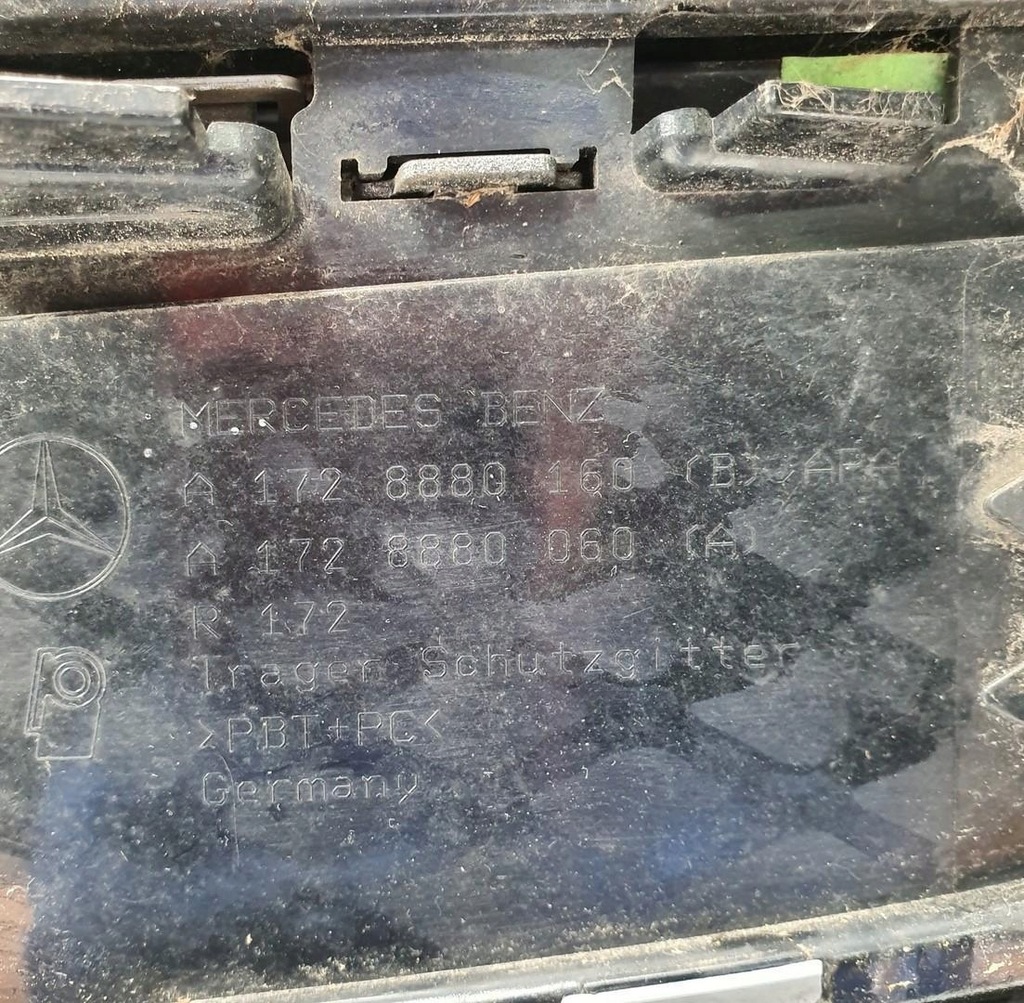 MERCEDES BENZ
A 172 8880 160 (B)
A 172 8880 060 (A)
R 172
Trager Schutzgitter
>PBT+PC<
Germany